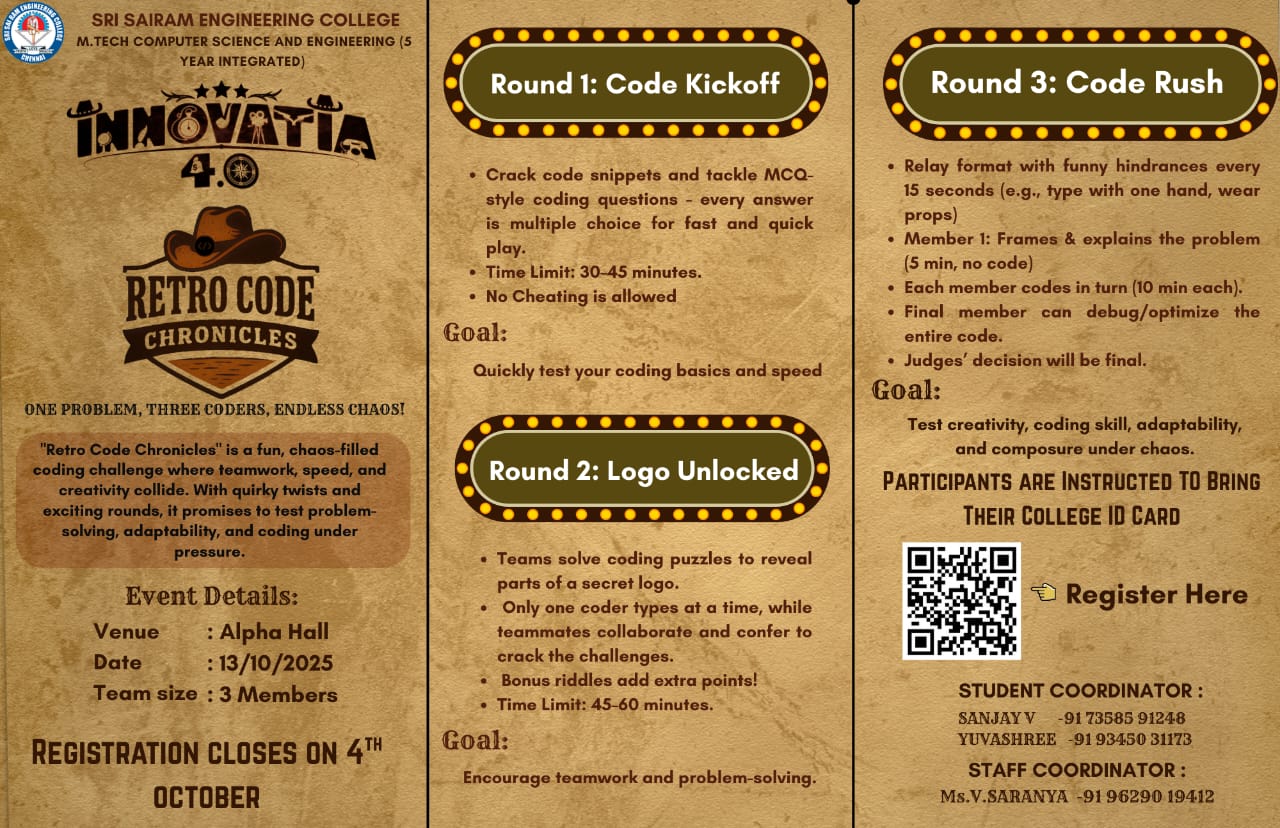 SRI SAIRAM ENGINEERING COLLEGE
M.TECH COMPUTER SCIENCE AND ENGINEERING (5
YEAR INTEGRATED)
SRI SAI RAM ENGINEERING COLLEGE
CHENNAI
INNOVATIA
4.0
</>
RETRO CODE
CHRONICLES
ONE PROBLEM, THREE CODERS, ENDLESS CHAOS!
"Retro Code Chronicles" is a fun, chaos-filled
coding challenge where teamwork, speed, and
creativity collide. With quirky twists and
exciting rounds, it promises to test problem-
solving, adaptability, and coding under
pressure.
Event Details:
Venue : Alpha Hall
Date : 13/10/2025
Team size : 3 Members
REGISTRATION CLOSES ON 4TH
OCTOBER
Round 1: Code Kickoff
• Crack code snippets and tackle MCQ-
style coding questions - every answer
is multiple choice for fast and quick
play.
• Time Limit: 30–45 minutes.
• No Cheating is allowed
Goal:
Quickly test your coding basics and speed
Round 2: Logo Unlocked
• Teams solve coding puzzles to reveal
parts of a secret logo.
• Only one coder types at a time, while
teammates collaborate and confer to
crack the challenges.
• Bonus riddles add extra points!
• Time Limit: 45–60 minutes.
Goal:
Encourage teamwork and problem-solving.
Round 3: Code Rush
• Relay format with funny hindrances every
15 seconds (e.g., type with one hand, wear
props)
• Member 1: Frames & explains the problem
(5 min, no code)
• Each member codes in turn (10 min each).
• Final member can debug/optimize the
entire code.
• Judges’ decision will be final.
Goal:
Test creativity, coding skill, adaptability,
and composure under chaos.
PARTICIPANTS ARE INSTRUCTED TO BRING
THEIR COLLEGE ID CARD
Register Here
STUDENT COORDINATOR :
SANJAY V -91 73585 91248
YUVASHREE -91 93450 31173
STAFF COORDINATOR :
Ms.V.SARANYA -91 96290 19412